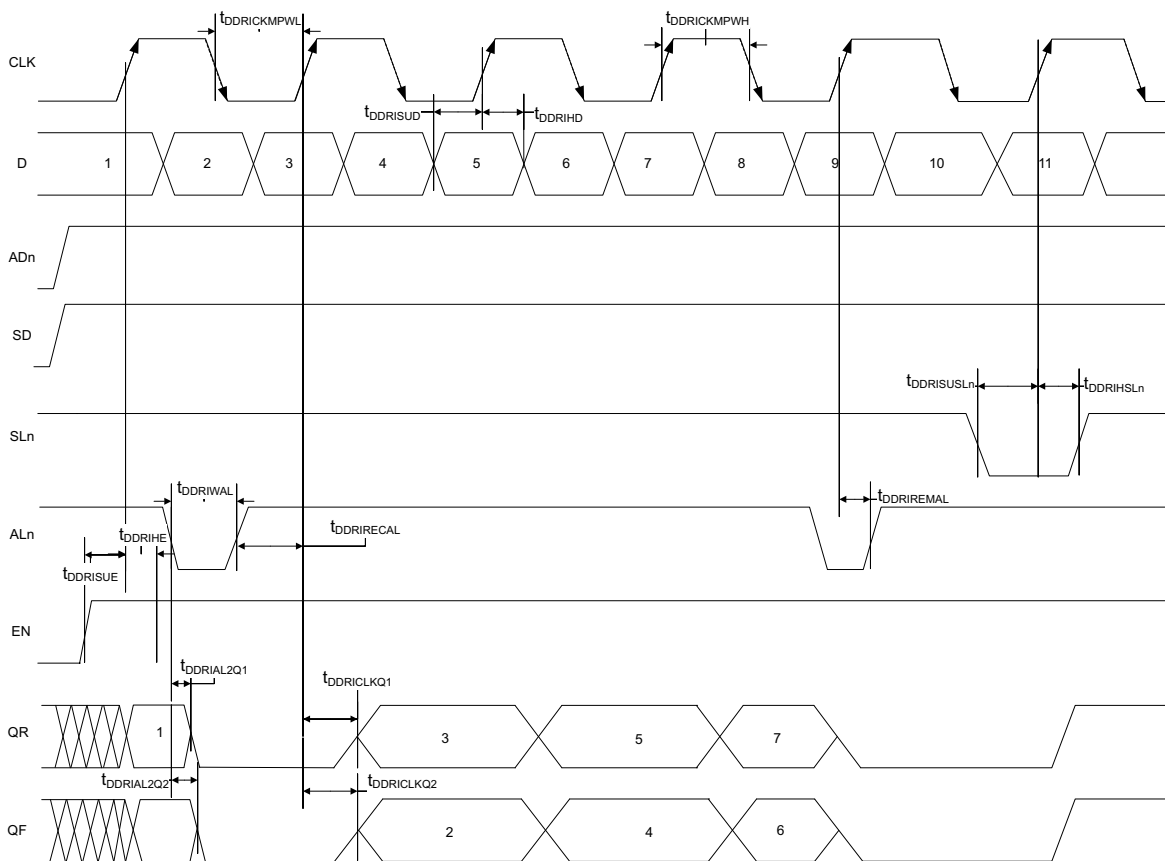 tDDRICKMPWL
tDDRICKMPWH
CLK
tDDRISUD
tDDRIHD
D
1
2
3
4
5
6
7
8
9
10
11
ADn
SD
tDDRISUSLn
tDDRIHSLn
SLn
tDDRIWAL
tDDRIREMAL
ALn
tDDRIHE
tDDRIRECAL
tDDRISUE
EN
tDDRIAL2Q1
tDDRICLKQ1
QR
1
3
5
7
tDDRIAL2Q2
tDDRICLKQ2
QF
2
4
6